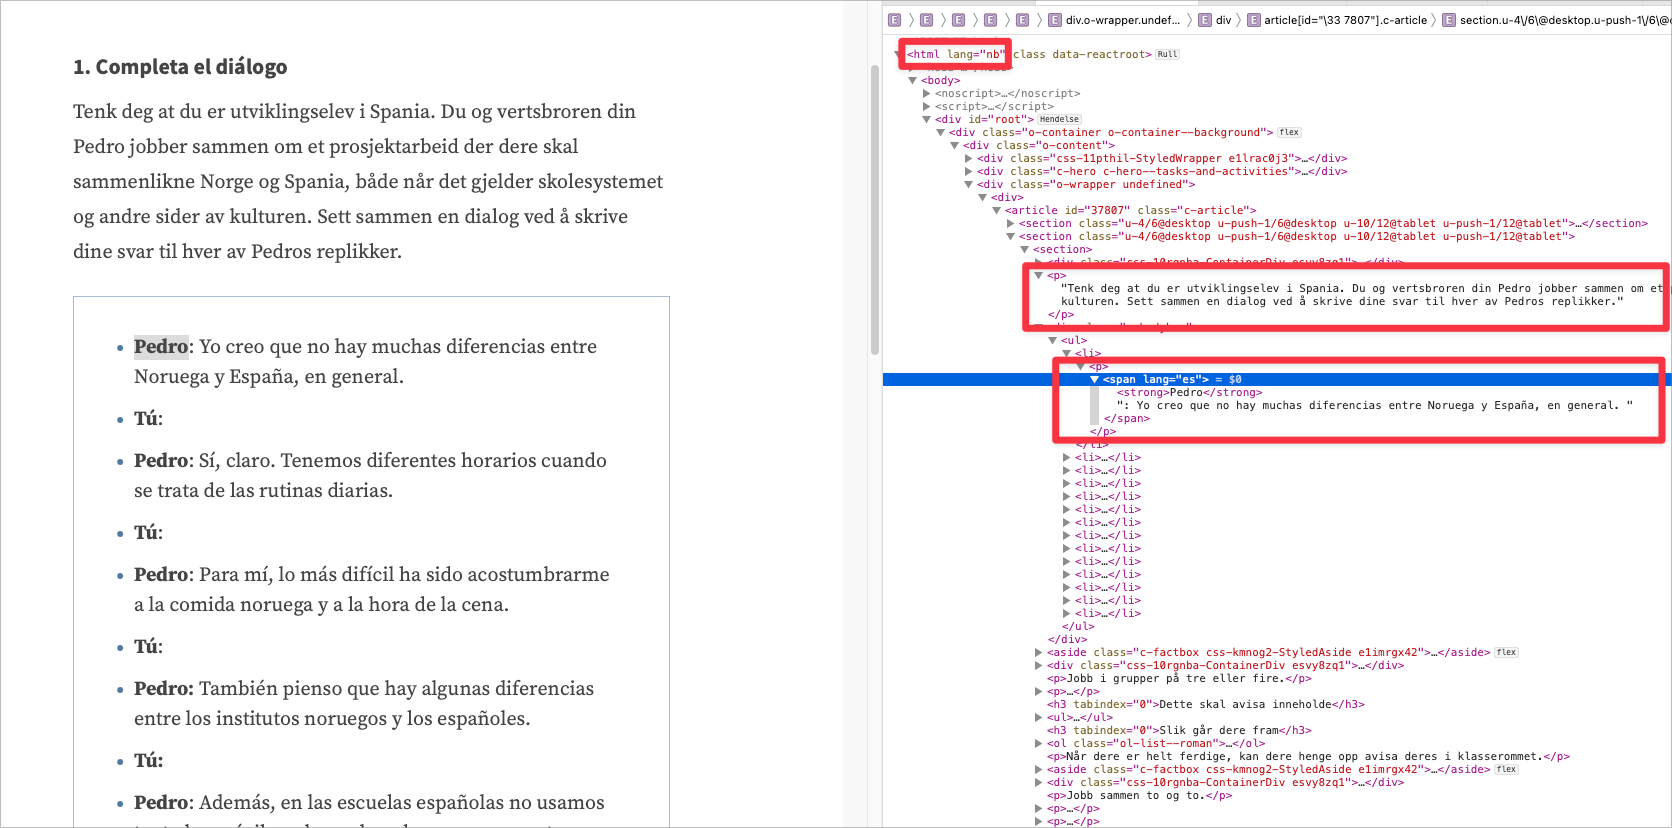 1. Completa el diálogo
Tenk deg at du er utviklingselev i Spania. Du og vertsbroren din
Pedro jobber sammen om et prosjektarbeid der dere skal
sammenlikne Norge og Spania, både når det gjelder skolesystemet
og andre sider av kulturen. Sett sammen en dialog ved å skrive
dine svar til hver av Pedros replikker.
Pedro: Yo creo que no hay muchas diferencias entre
Noruega y España, en general.
Tú:
Pedro: Sí, claro. Tenemos diferentes horarios cuando
se trata de las rutinas diarias.
Tú:
Pedro: Para mí, lo más difícil ha sido acostumbrarme
a la comida noruega y a la hora de la cena.
Tú:
Pedro: También pienso que hay algunas diferencias
entre los institutos noruegos y los españoles.
Tú:
Pedro: Además, en las escuelas españolas no usamos
E E E E E E div.o-wrapper.undef... E div E article[id="\33 7807"].c-article E section.u-4\/6\@desktop.u-push-1\/6\@
<html lang="nb" class data-reactroot> Rull
<body>
<noscript>…</noscript>
<script>…</script>
<div id="root"> Hendelse
<div class="o-container o-container--background"> flex
<div class="o-content">
<div class="css-11pthil-StyledWrapper e1lrac0j3">…</div>
<div class="c-hero c-hero--tasks-and-activities">…</div>
<div class="o-wrapper undefined">
<div>
<article id="37807" class="c-article">
<section class="u-4/6@desktop u-push-1/6@desktop u-10/12@tablet u-push-1/12@tablet">…</section>
<section class="u-4/6@desktop u-push-1/6@desktop u-10/12@tablet u-push-1/12@tablet">
<section>
<div class="css-10rgnba-ContainerDiv esvy8zq1">…</div>
<p>
"Tenk deg at du er utviklingselev i Spania. Du og vertsbroren din Pedro jobber sammen om et
kulturen. Sett sammen en dialog ved å skrive dine svar til hver av Pedros replikker."
</p>
<ul>
<li>
<p>
<span lang="es"> = $0
<strong>Pedro</strong>
": Yo creo que no hay muchas diferencias entre Noruega y España, en general. "
</span>
</p>
</li>
<li>…</li>
<li>…</li>
<li>…</li>
<li>…</li>
<li>…</li>
<li>…</li>
<li>…</li>
<li>…</li>
<li>…</li>
<li>…</li>
<li>…</li>
<li>…</li>
<li>…</li>
</ul>
</div>
<aside class="c-factbox css-kmnog2-StyledAside e1imrgx42">…</aside> flex
<div class="css-10rgnba-ContainerDiv esvy8zq1">…</div>
<p>Jobb i grupper på tre eller fire.</p>
<p>…</p>
<h3 tabindex="0">Dette skal avisa inneholde</h3>
<ul>…</ul>
<h3 tabindex="0">Slik går dere fram</h3>
<ol class="ol-list--roman">…</ol>
<p>Når dere er helt ferdige, kan dere henge opp avisa deres i klasserommet.</p>
<aside class="c-factbox css-kmnog2-StyledAside e1imrgx42">…</aside> flex
<div class="css-10rgnba-ContainerDiv esvy8zq1">…</div>
<p>Jobb sammen to og to.</p>
<p>…</p>
<p>…</p>